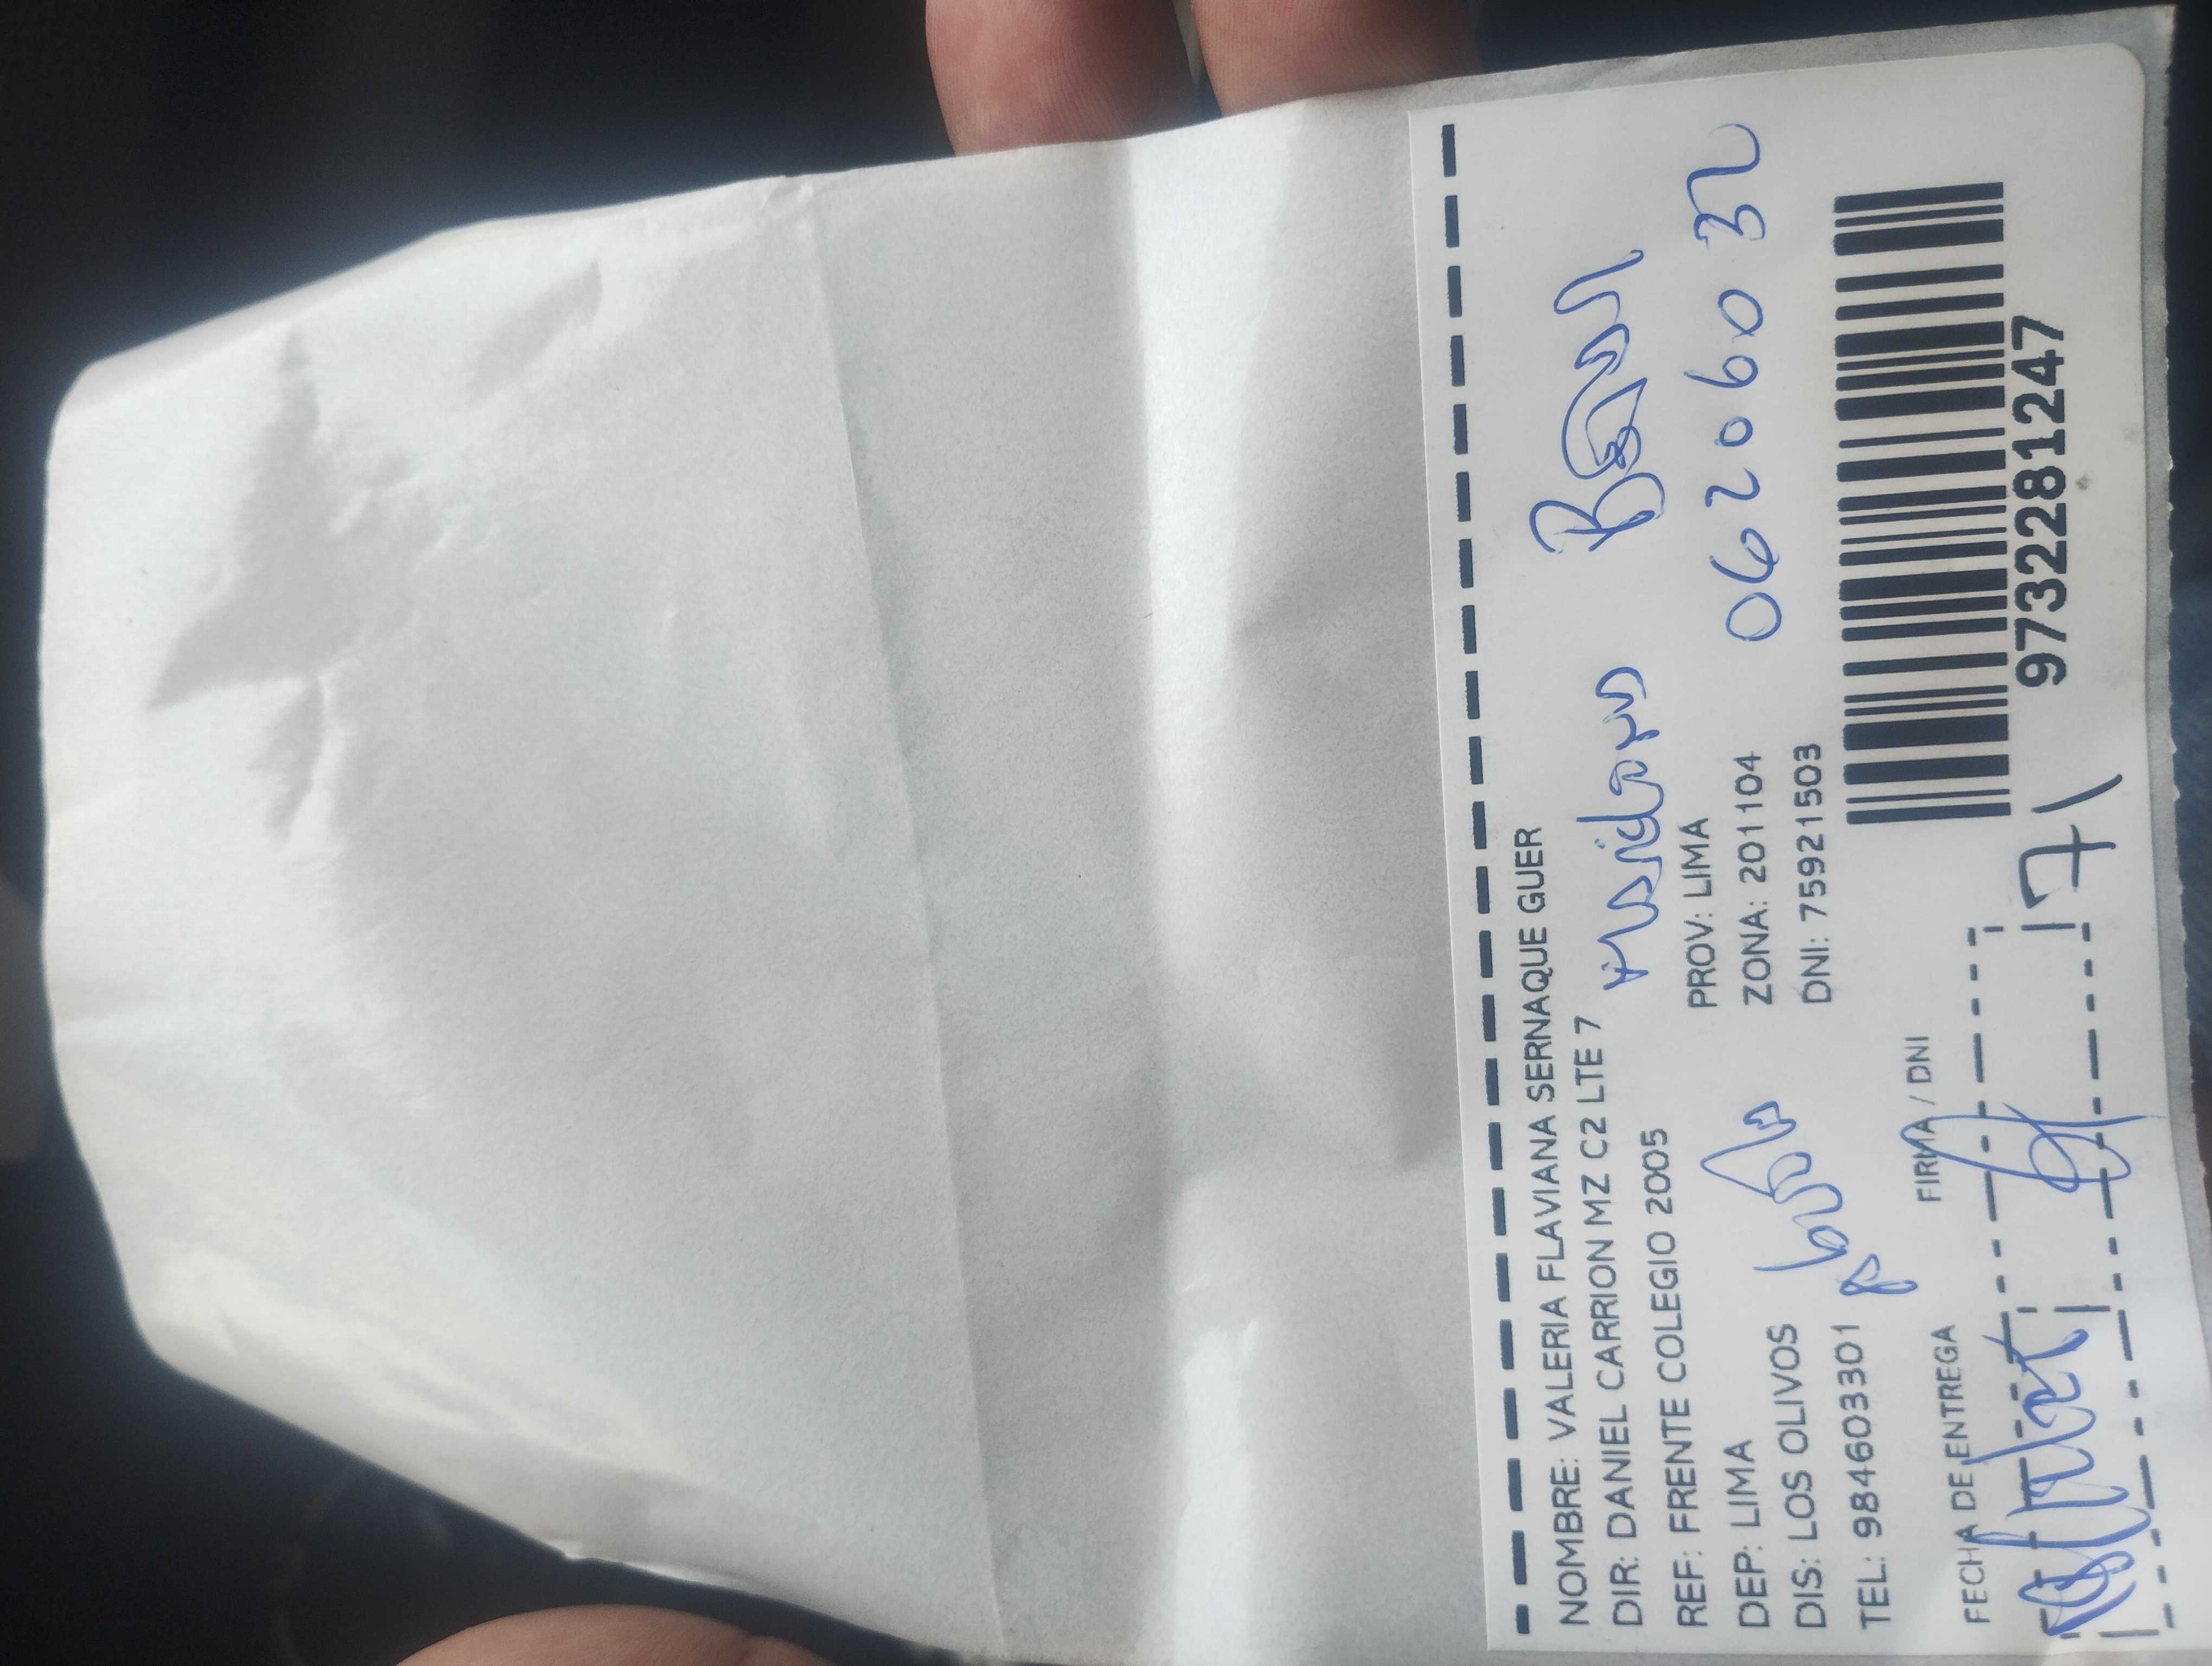 NOMBRE: VALERIA FLAVIANA SERNAQUE GUER
DIR: DANIEL CARRION MZ C2 LTE 7
REF: FRENTE COLEGIO 2005
DEP: LIMA PROV: LIMA
06206032
DIS: LOS OLIVOS ZONA: 201104
TEL: 984603301 DNI: 75921503
FECHA DE ENTREGA FIRMA / DNI
9732281247
71